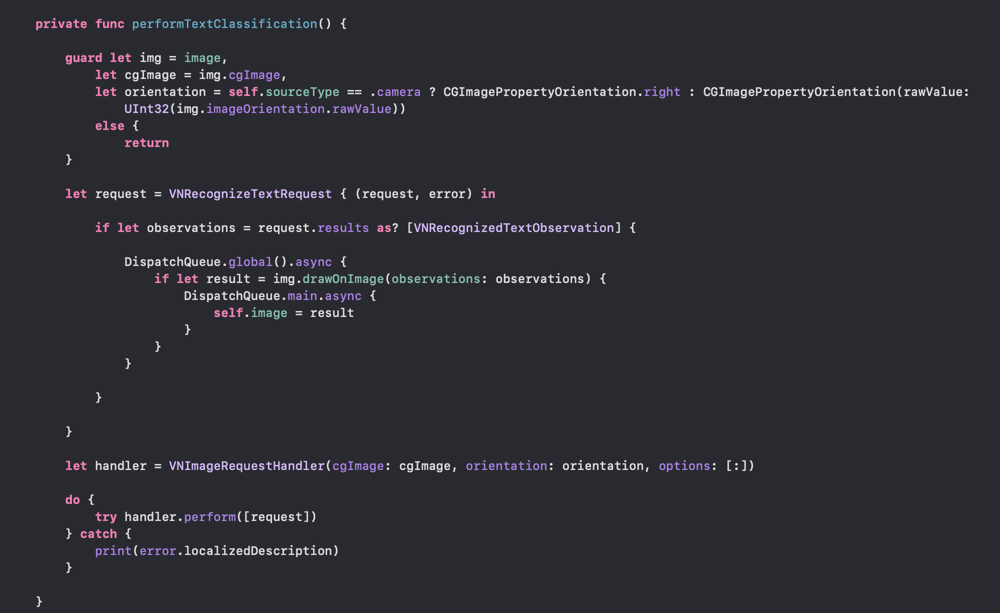 private func performTextClassification() {
guard let img = image,
let cgImage = img.cgImage,
let orientation = self.sourceType == .camera ? CGImagePropertyOrientation.right : CGImagePropertyOrientation(rawValue:
UInt32(img.imageOrientation.rawValue))
else {
return
}
let request = VNRecognizeTextRequest { (request, error) in
if let observations = request.results as? [VNRecognizedTextObservation] {
DispatchQueue.global().async {
if let result = img.drawOnImage(observations: observations) {
DispatchQueue.main.async {
self.image = result
}
}
}
}
}
let handler = VNImageRequestHandler(cgImage: cgImage, orientation: orientation, options: [:])
do {
try handler.perform([request])
} catch {
print(error.localizedDescription)
}
}